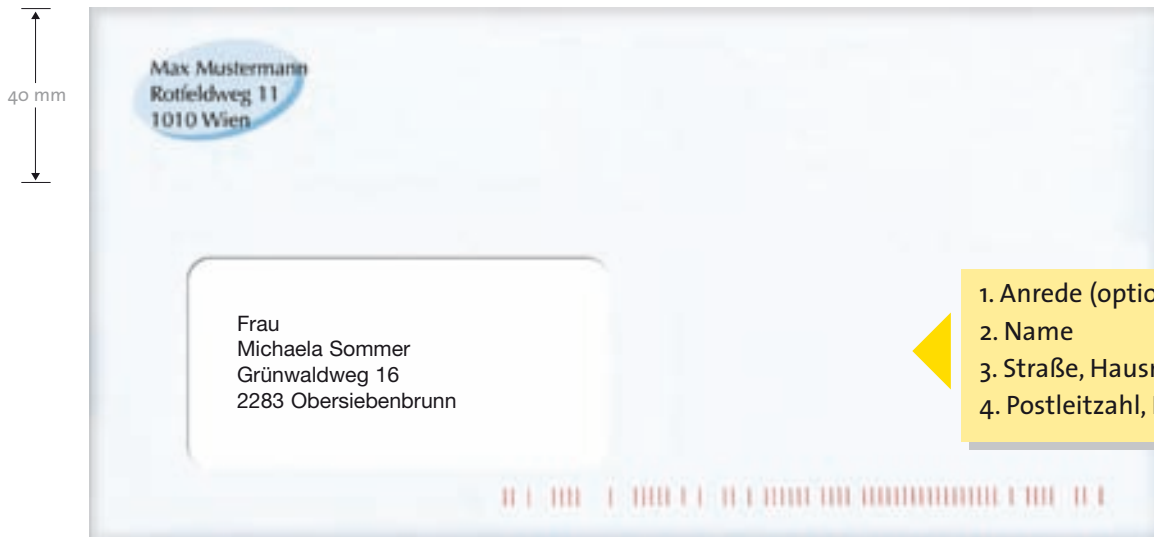 40 mm
Max Mustermann
Rotfeldweg 11
1010 Wien
Frau
Michaela Sommer
Grünwaldweg 16
2283 Obersiebenbrunn
1. Anrede (optio
2. Name
3. Straße, Hausn
4. Postleitzahl,